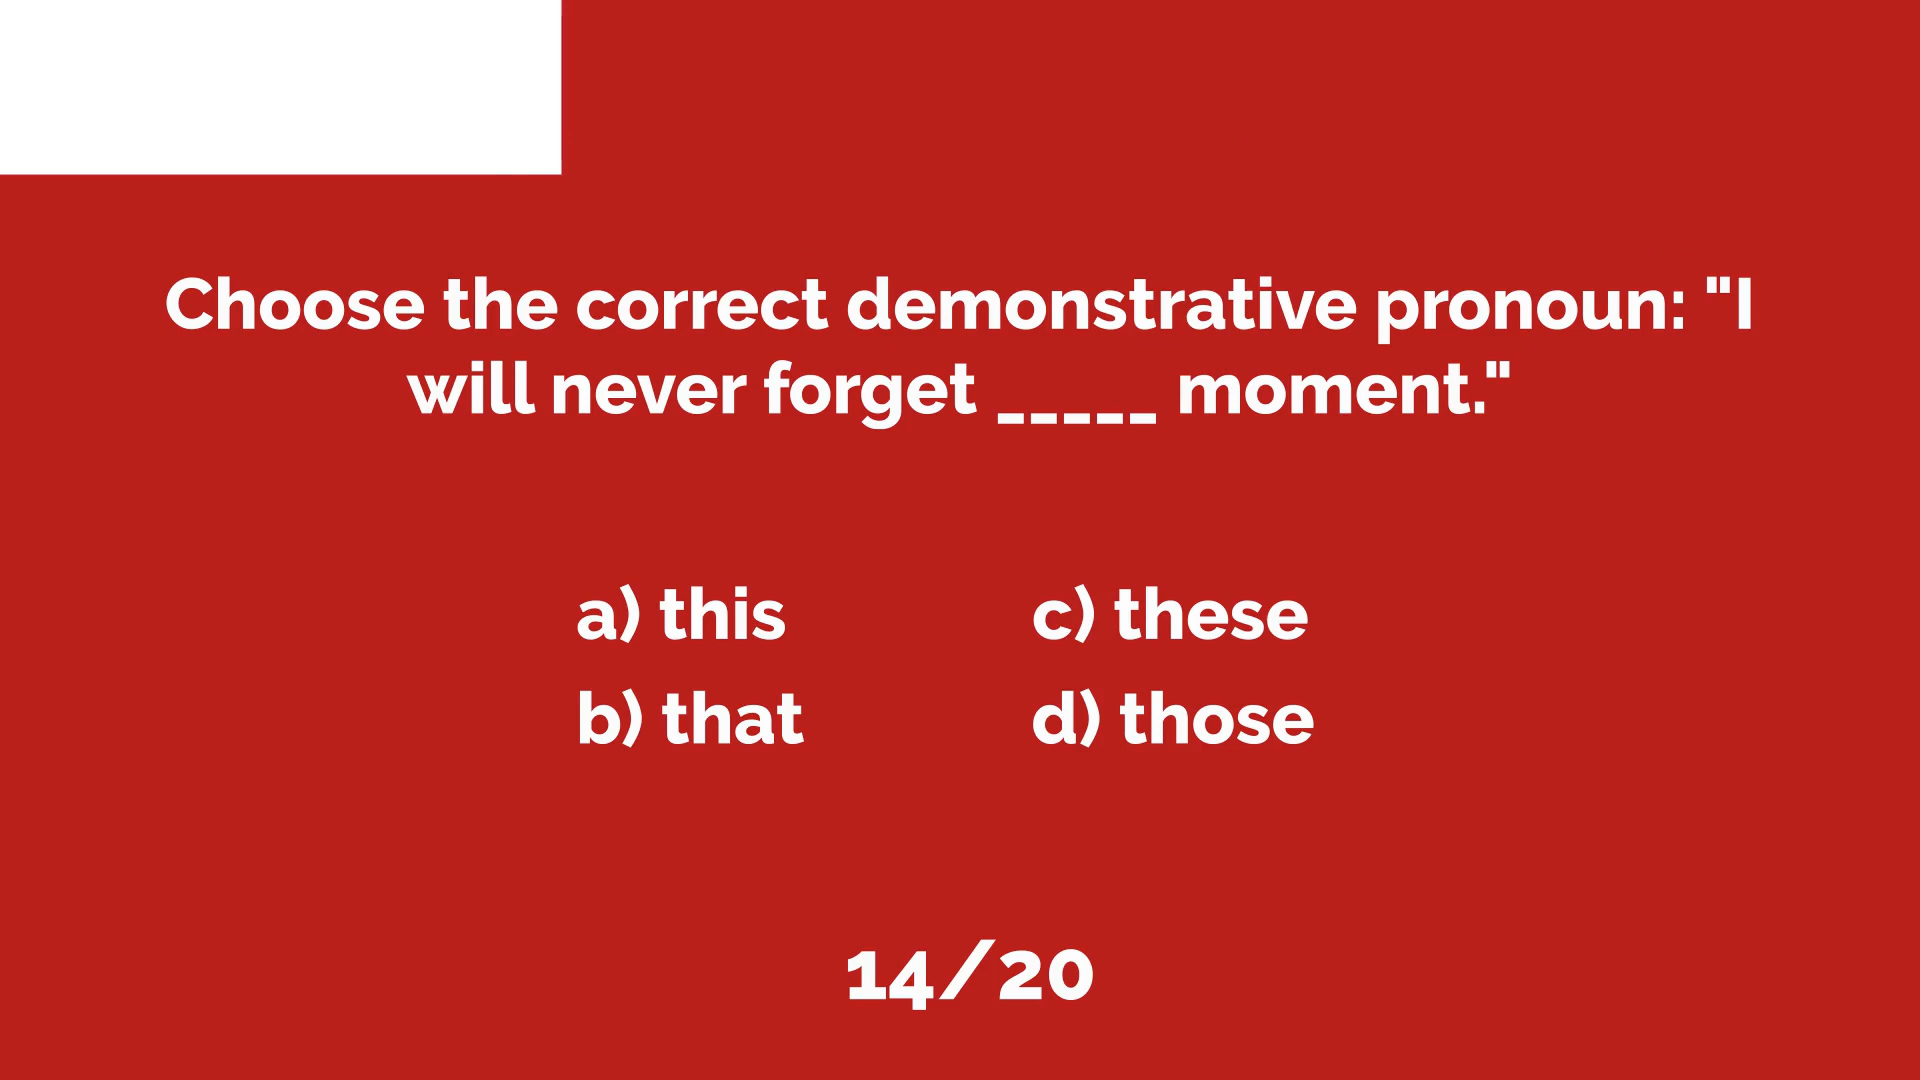 Choose the correct demonstrative pronoun: "I
will never forget _____ moment."
a) this
b) that
c) these
d) those
14/20